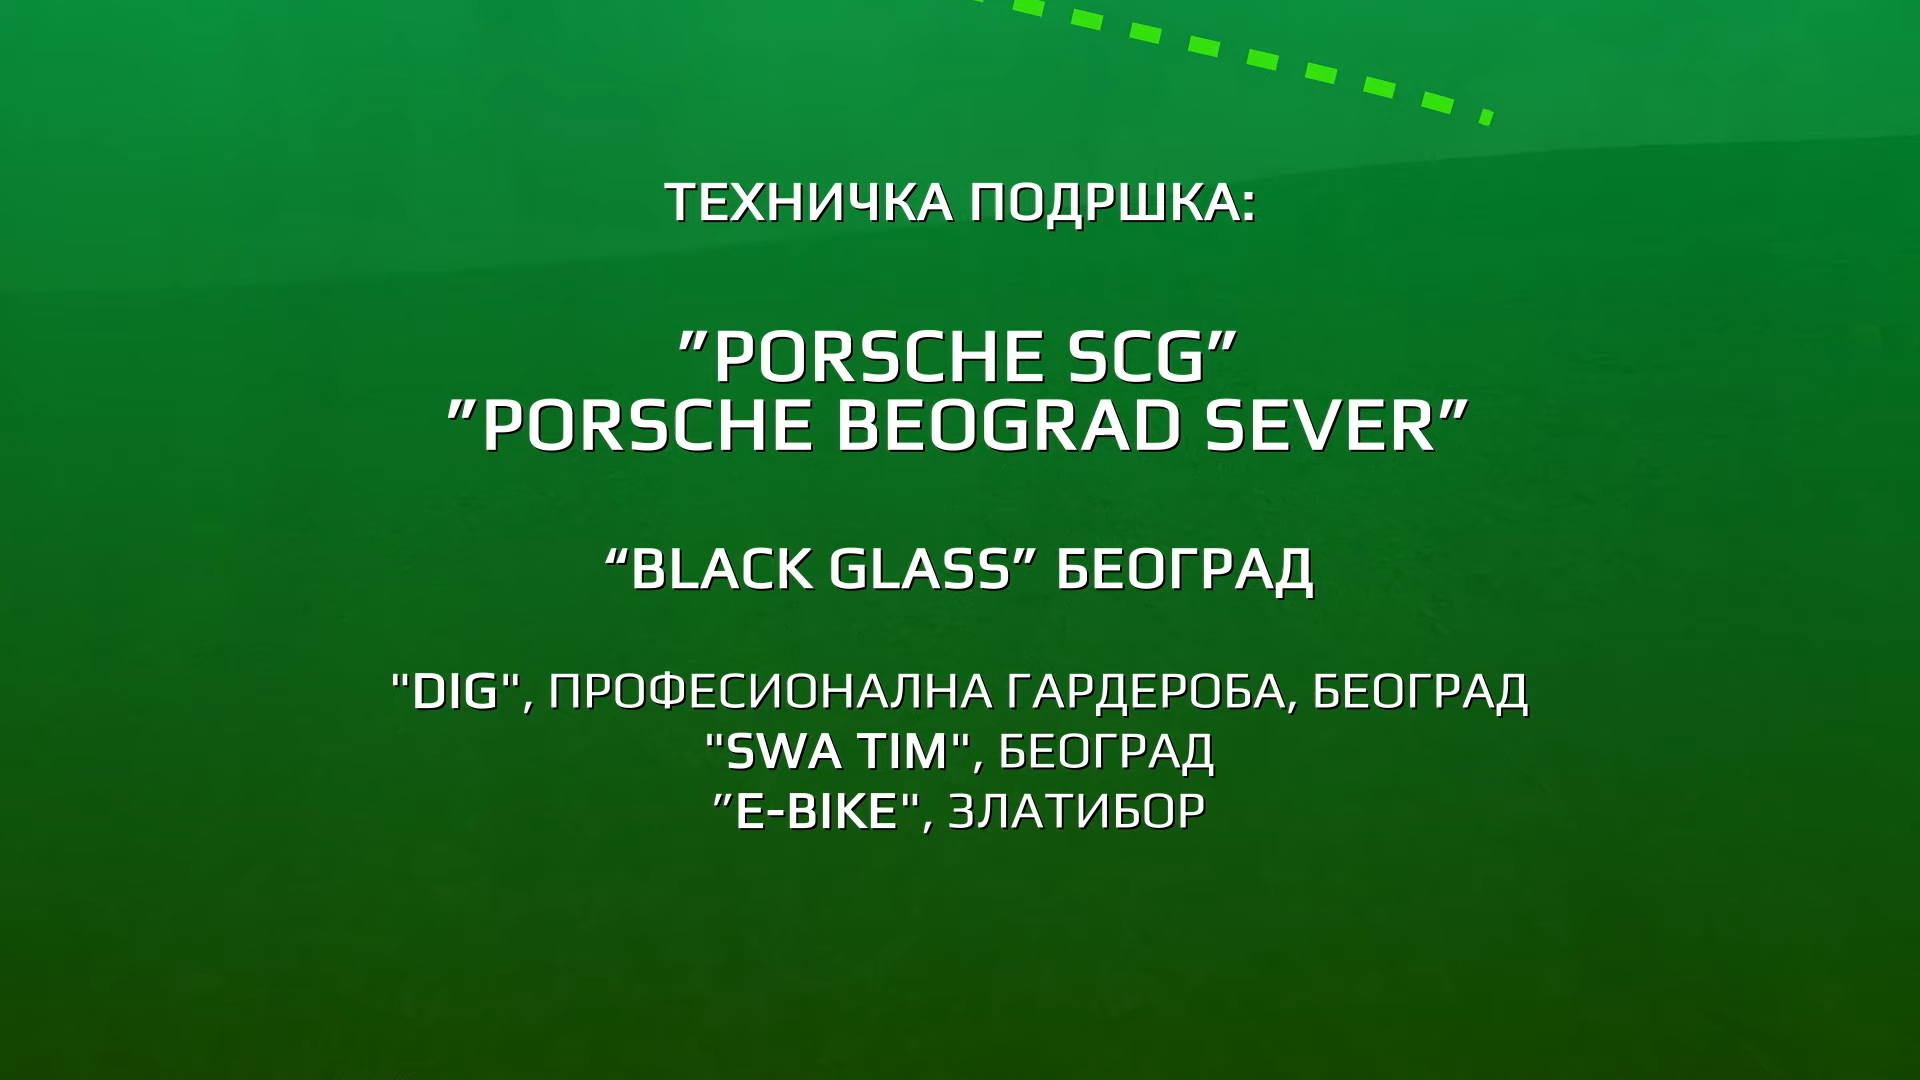 ТЕХНИЧКА ПОДРШКА:
”PORSCHE SCG”
”PORSCHE BEOGRAD SEVER”
“BLACK GLASS” БЕОГРАД
"DIG", ПРОФЕСИОНАЛНА ГАРДЕРОБА, БЕОГРАД
"SWA TIM", БЕОГРАД
”E-BIKE", ЗЛАТИБОР